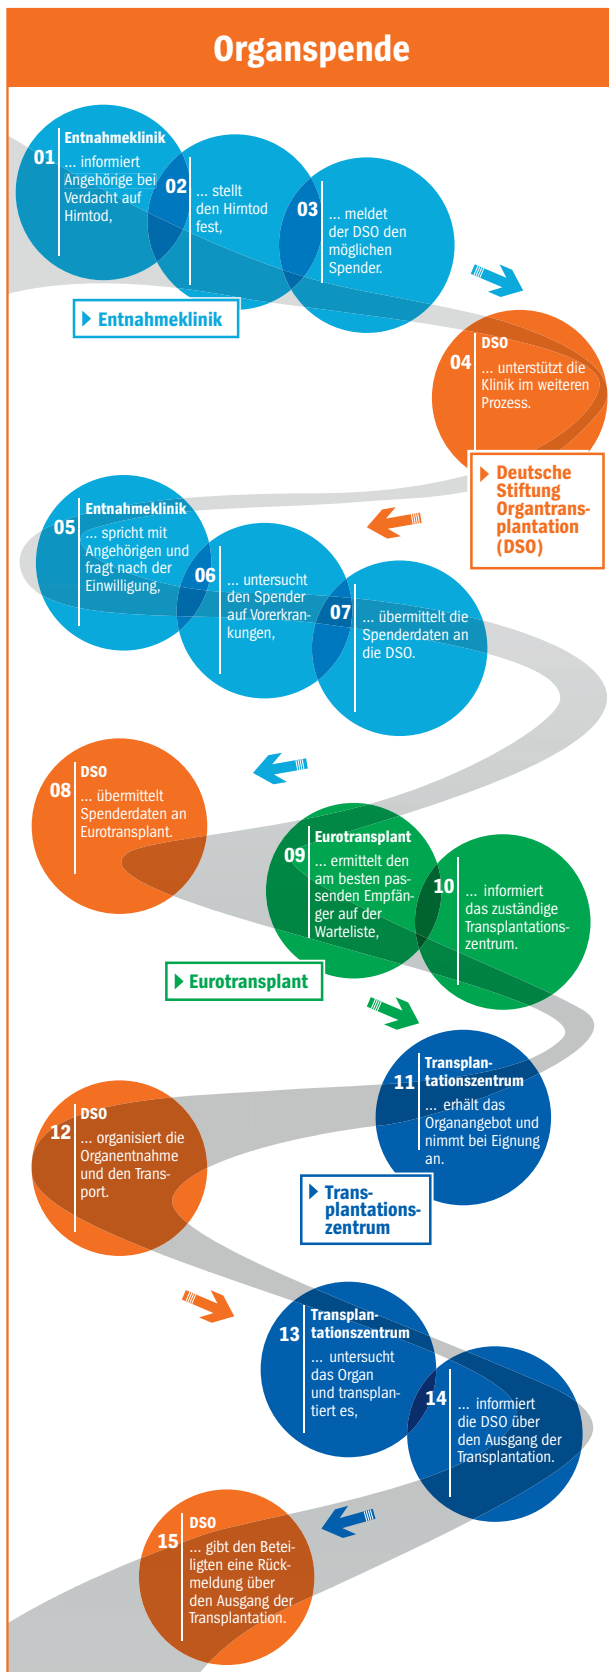 Organspende
01
Entnahmeklinik
... informiert
Angehörige bei
Verdacht auf
Hirntod,
02
... stellt
den Hirntod
fest,
03
... meldet
der DSO den
möglichen
Spender.
Entnahmeklinik
04
DSO
... unterstützt die
Klinik im weiteren
Prozess.
Deutsche
Stiftung
Organtrans-
plantation
(DSO)
05
Entnahmeklinik
... spricht mit
Angehörigen und
fragt nach der
Einwilligung,
06
... untersucht
den Spender
auf Vorerkran-
kungen,
07
... übermittelt die
Spenderdaten an
die DSO.
08
DSO
... übermittelt
Spenderdaten an
Eurotransplant.
09
Eurotransplant
... ermittelt den
am besten pas-
senden Empfän-
ger auf der
Warteliste,
10
... informiert
das zuständige
Transplantations-
zentrum.
Eurotransplant
11
Transplan-
tationszentrum
... erhält das
Organangebot und
nimmt bei Eignung
an.
12
DSO
... organisiert die
Organentnahme
und den Trans-
port.
Trans-
plantations-
zentrum
13
Transplan-
tationszentrum
... untersucht
das Organ
und transplan-
tiert es,
14
... informiert
die DSO über
den Ausgang der
Transplantation.
15
DSO
... gibt den Betei-
ligten eine Rück-
meldung über
den Ausgang der
Transplantation.